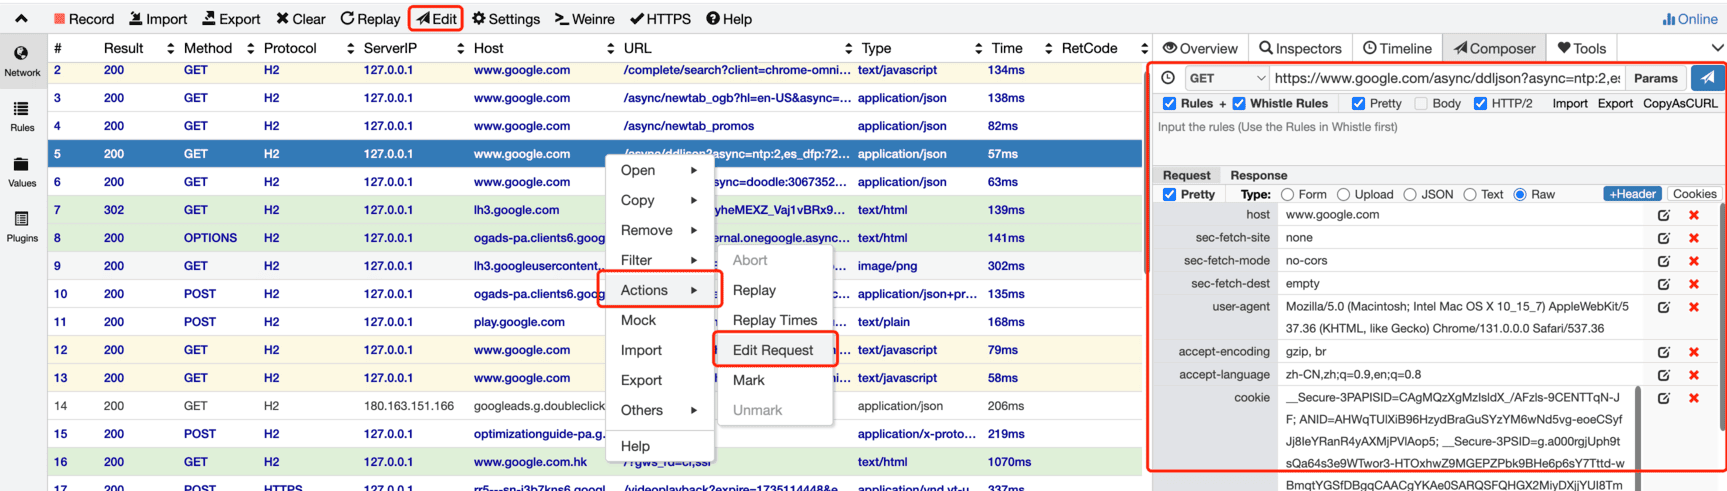 Record Import Export Clear Replay Edit Settings Weinre HTTPS Help Online
Network
Rules
Values
Plugins
# Result Method Protocol ServerIP Host URL Type Time RetCode
2 200 GET H2 127.0.0.1 www.google.com /complete/search?client=chrome-omni... text/javascript 134ms
3 200 GET H2 127.0.0.1 www.google.com /async/newtab_ogb?hl=en-US&async=... application/json 138ms
4 200 GET H2 127.0.0.1 www.google.com /async/newtab_promos application/json 82ms
5 200 GET H2 127.0.0.1 www.google.com /async/ddljson?async=ntp:2,es_dfp:72... application/json 57ms
6 200 GET H2 127.0.0.1 www.google.com sync=doodle:3067352... application/json 63ms
7 302 GET H2 127.0.0.1 lh3.google.com yheMEXZ_Vaj1vBRx9... text/html 139ms
8 200 OPTIONS H2 127.0.0.1 ogads-pa.clients6.goog ernal.onegoogle.async... text/html 141ms
9 200 GET H2 127.0.0.1 lh3.googleusercontent.. image/png 302ms
10 200 POST H2 127.0.0.1 ogads-pa.clients6.goog application/json+pr... 135ms
11 200 POST H2 127.0.0.1 play.google.com text/plain 168ms
12 200 GET H2 127.0.0.1 www.google.com text/javascript 79ms
13 200 GET H2 127.0.0.1 www.google.com text/javascript 58ms
14 200 GET H2 180.163.151.166 googleads.g.doubleclick application/json 206ms
15 200 POST H2 127.0.0.1 optimizationguide-pa.g. application/x-proto... 219ms
16 200 GET H2 127.0.0.1 www.google.com.hk /?gws_rd=cr,ssl text/html 1070ms
17 200 POST HTTPS 127.0.0.1 rr5---sn-i3b7kns6.googl /videoplayback?expire=1735114448&e application/vnd.yt-u 337ms
Open
Copy
Remove
Filter
Actions
Mock
Import
Export
Others
Help
Abort
Replay
Replay Times
Edit Request
Mark
Unmark
Overview Inspectors Timeline Composer Tools
GET https://www.google.com/async/ddljson?async=ntp:2,es Params
Rules + Whistle Rules Pretty Body HTTP/2 Import Export CopyAsCURL
Input the rules (Use the Rules in Whistle first)
Request Response
Pretty Type: Form Upload JSON Text Raw +Header Cookies
host www.google.com
sec-fetch-site none
sec-fetch-mode no-cors
sec-fetch-dest empty
user-agent Mozilla/5.0 (Macintosh; Intel Mac OS X 10_15_7) AppleWebKit/5
37.36 (KHTML, like Gecko) Chrome/131.0.0.0 Safari/537.36
accept-encoding gzip, br
accept-language zh-CN,zh;q=0.9,en;q=0.8
cookie __Secure-3PAPISID=CAgMQzXgMzlsldX_/AFzls-9CENTTqN-J
F; ANID=AHWqTUlXiB96HzydBraGuSYzYM6wNd5vg-eoeCSyf
Jj8IeYRanR4yAXMjPVlAop5; __Secure-3PSID=g.a000rgjUph9t
sQa64s3e9WTwor3-HTOxhwZ9MGEPZPbk9BHe6p6sY7Tttd-w
BmqtYGSfDBgqCAACgYKAe0SARQSFQHGX2MiyDXjjYUI8Tm